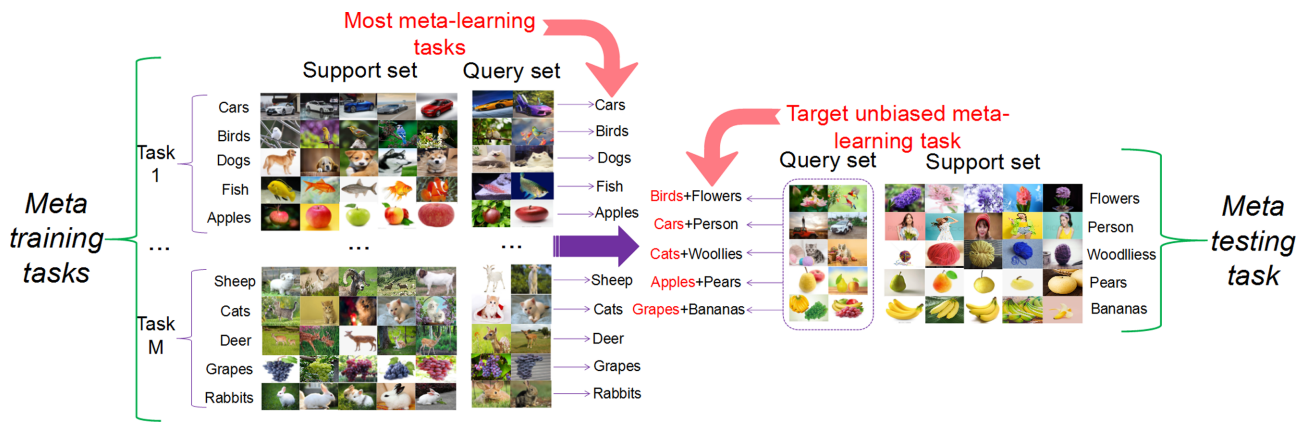 Most meta-learning
tasks
Support set
Query set
Meta
training
tasks
Task
1
Cars
Birds
Dogs
Fish
Apples
Cars
Birds
Dogs
Fish
Apples
...
...
...
Task
M
Sheep
Cats
Deer
Grapes
Rabbits
Sheep
Cats
Deer
Grapes
Rabbits
Target unbiased meta-
learning task
Query set
Support set
Birds+Flowers
Cars+Person
Cats+Woollies
Apples+Pears
Grapes+Bananas
Flowers
Person
Woodlliess
Pears
Bananas
Meta
testing
task